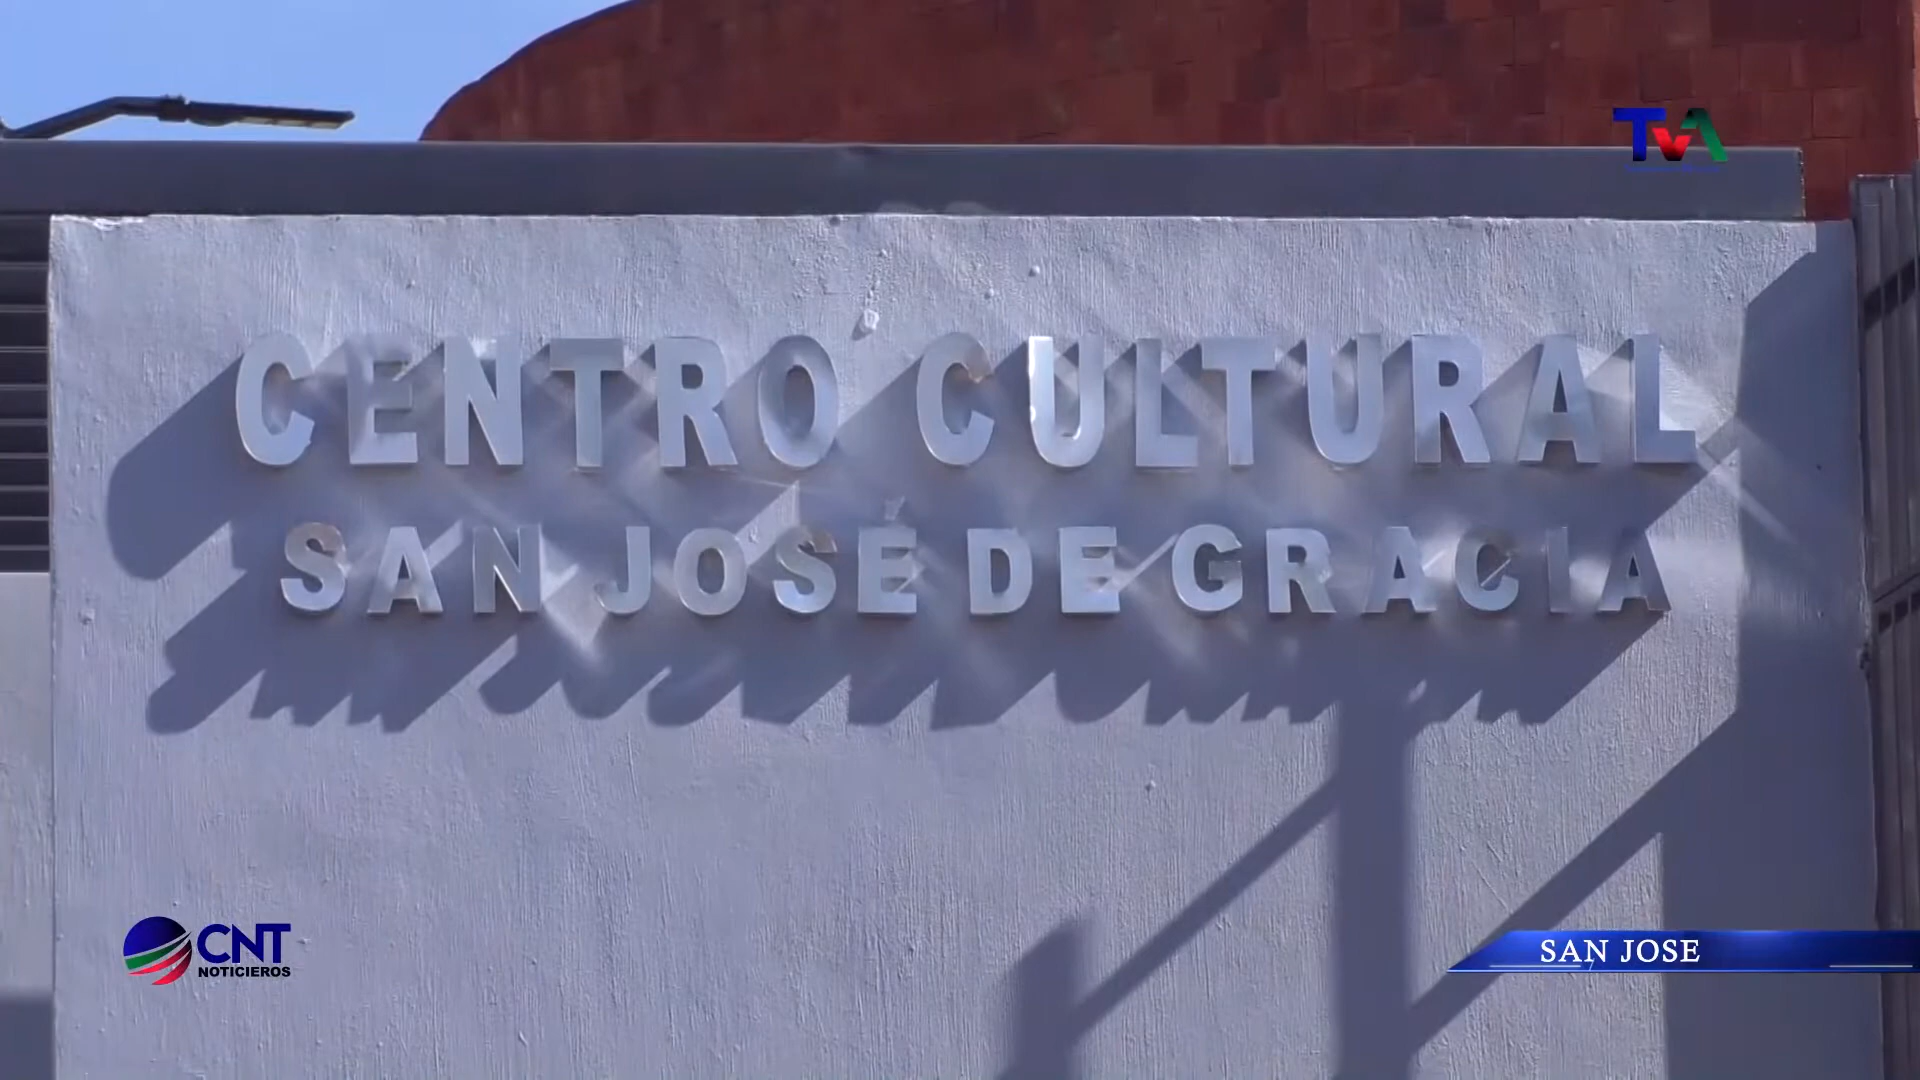 TVA
CENTRO CULTURAL
SAN JOSÉ DE GRACIA
CNT
NOTICIEROS
SAN JOSE